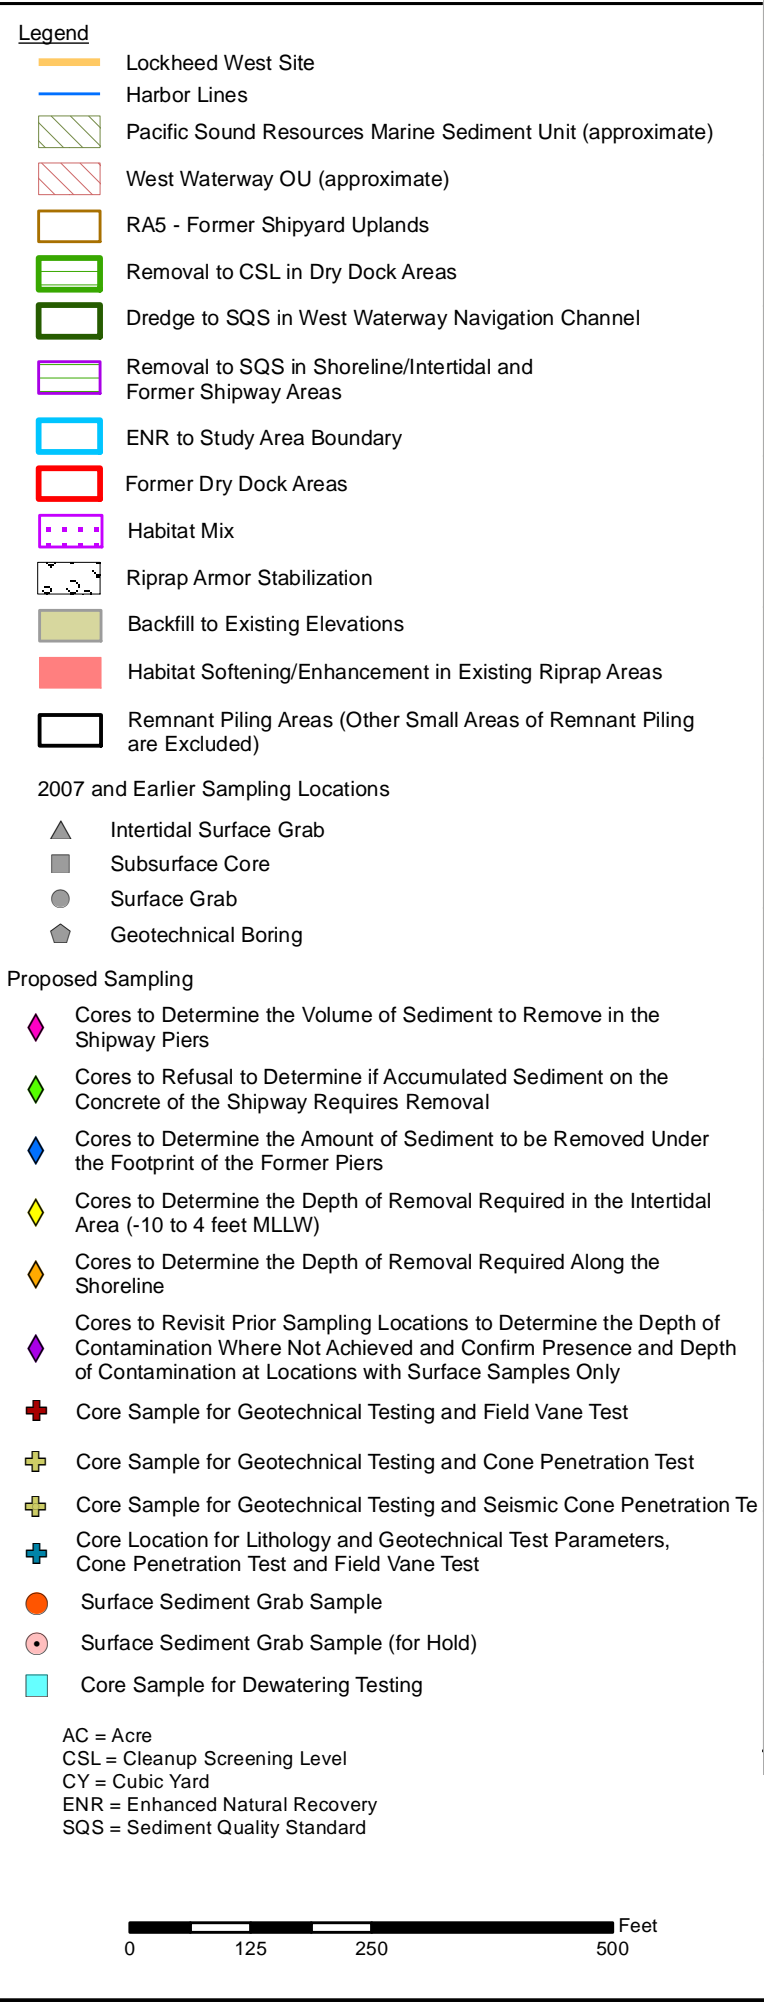 Legend
Lockheed West Site
Harbor Lines
Pacific Sound Resources Marine Sediment Unit (approximate)
West Waterway OU (approximate)
RA5 - Former Shipyard Uplands
Removal to CSL in Dry Dock Areas
Dredge to SQS in West Waterway Navigation Channel
Removal to SQS in Shoreline/Intertidal and
Former Shipway Areas
ENR to Study Area Boundary
Former Dry Dock Areas
Habitat Mix
Riprap Armor Stabilization
Backfill to Existing Elevations
Habitat Softening/Enhancement in Existing Riprap Areas
Remnant Piling Areas (Other Small Areas of Remnant Piling
are Excluded)
2007 and Earlier Sampling Locations
Intertidal Surface Grab
Subsurface Core
Surface Grab
Geotechnical Boring
Proposed Sampling
Cores to Determine the Volume of Sediment to Remove in the
Shipway Piers
Cores to Refusal to Determine if Accumulated Sediment on the
Concrete of the Shipway Requires Removal
Cores to Determine the Amount of Sediment to be Removed Under
the Footprint of the Former Piers
Cores to Determine the Depth of Removal Required in the Intertidal
Area (-10 to 4 feet MLLW)
Cores to Determine the Depth of Removal Required Along the
Shoreline
Cores to Revisit Prior Sampling Locations to Determine the Depth of
Contamination Where Not Achieved and Confirm Presence and Depth
of Contamination at Locations with Surface Samples Only
Core Sample for Geotechnical Testing and Field Vane Test
Core Sample for Geotechnical Testing and Cone Penetration Test
Core Sample for Geotechnical Testing and Seismic Cone Penetration Te
Core Location for Lithology and Geotechnical Test Parameters,
Cone Penetration Test and Field Vane Test
Surface Sediment Grab Sample
Surface Sediment Grab Sample (for Hold)
Core Sample for Dewatering Testing
AC = Acre
CSL = Cleanup Screening Level
CY = Cubic Yard
ENR = Enhanced Natural Recovery
SQS = Sediment Quality Standard
Feet
0 125 250 500